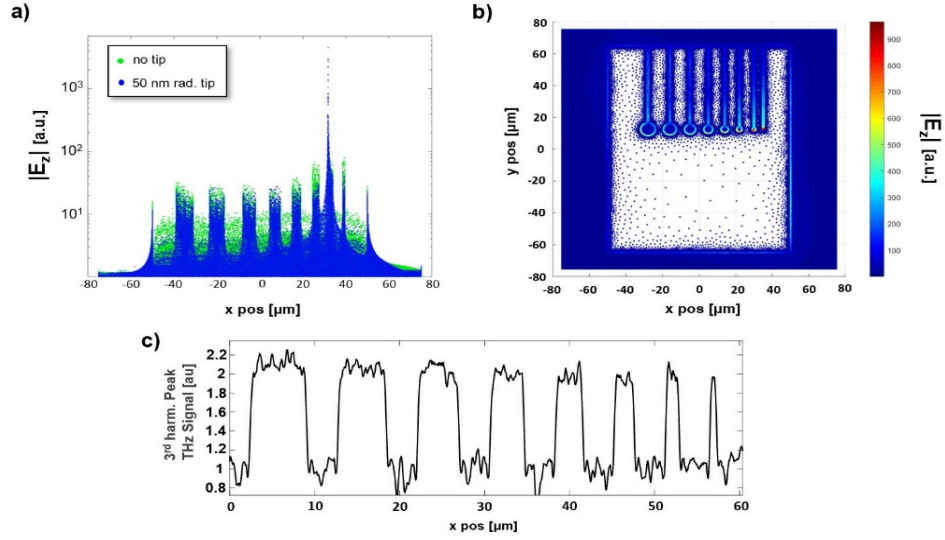 a)
|E_z| [a.u.]
no tip
50 nm rad. tip
10³
10²
10¹
-80 -60 -40 -20 0 20 40 60 80
x pos [µm]
b)
y pos [µm]
80
60
40
20
0
-20
-40
-60
-80
-80 -60 -40 -20 0 20 40 60 80
x pos [µm]
900
800
700
600
500
400
300
200
100
|E_z| [a.u.]
c)
3rd harm. Peak
THz Signal [au]
2.2
2
1.8
1.6
1.4
1.2
1
0.8
0 10 20 30 40 50 60
x pos [µm]